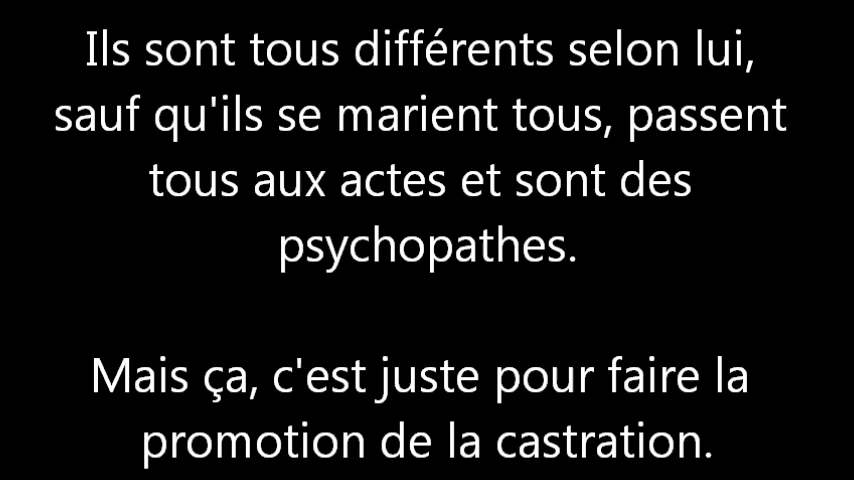 Ils sont tous différents selon lui,
sauf qu'ils se marient tous, passent
tous aux actes et sont des
psychopathes.
Mais ça, c'est juste pour faire la
promotion de la castration.